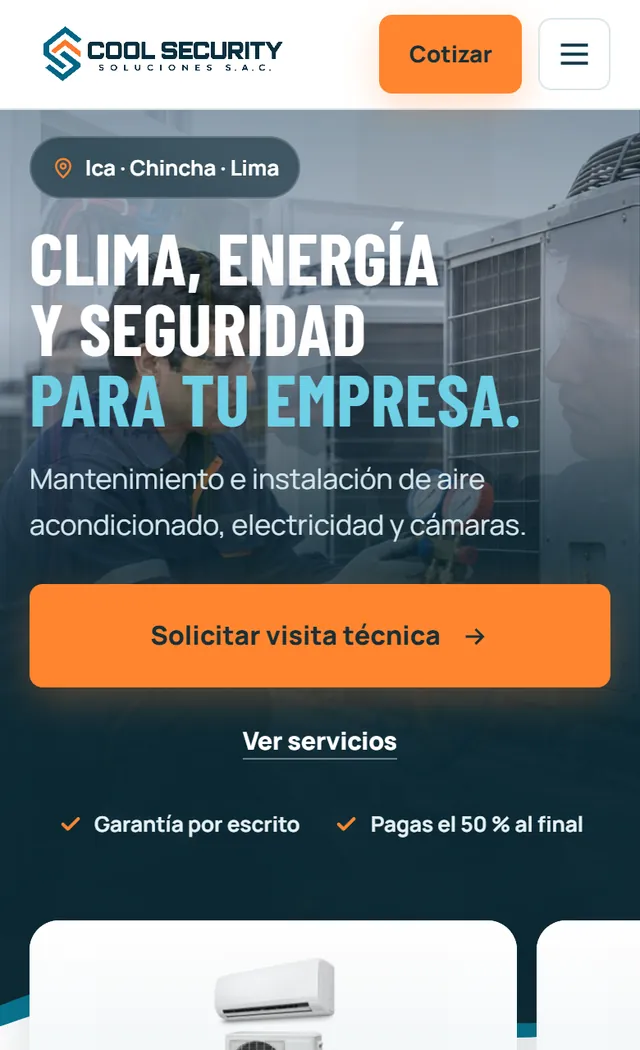 COOL SECURITY
SOLUCIONES S.A.C.
Cotizar
Ica · Chincha · Lima
CLIMA, ENERGÍA
Y SEGURIDAD
PARA TU EMPRESA.
Mantenimiento e instalación de aire
acondicionado, electricidad y cámaras.
Solicitar visita técnica →
Ver servicios
Garantía por escrito
Pagas el 50 % al final